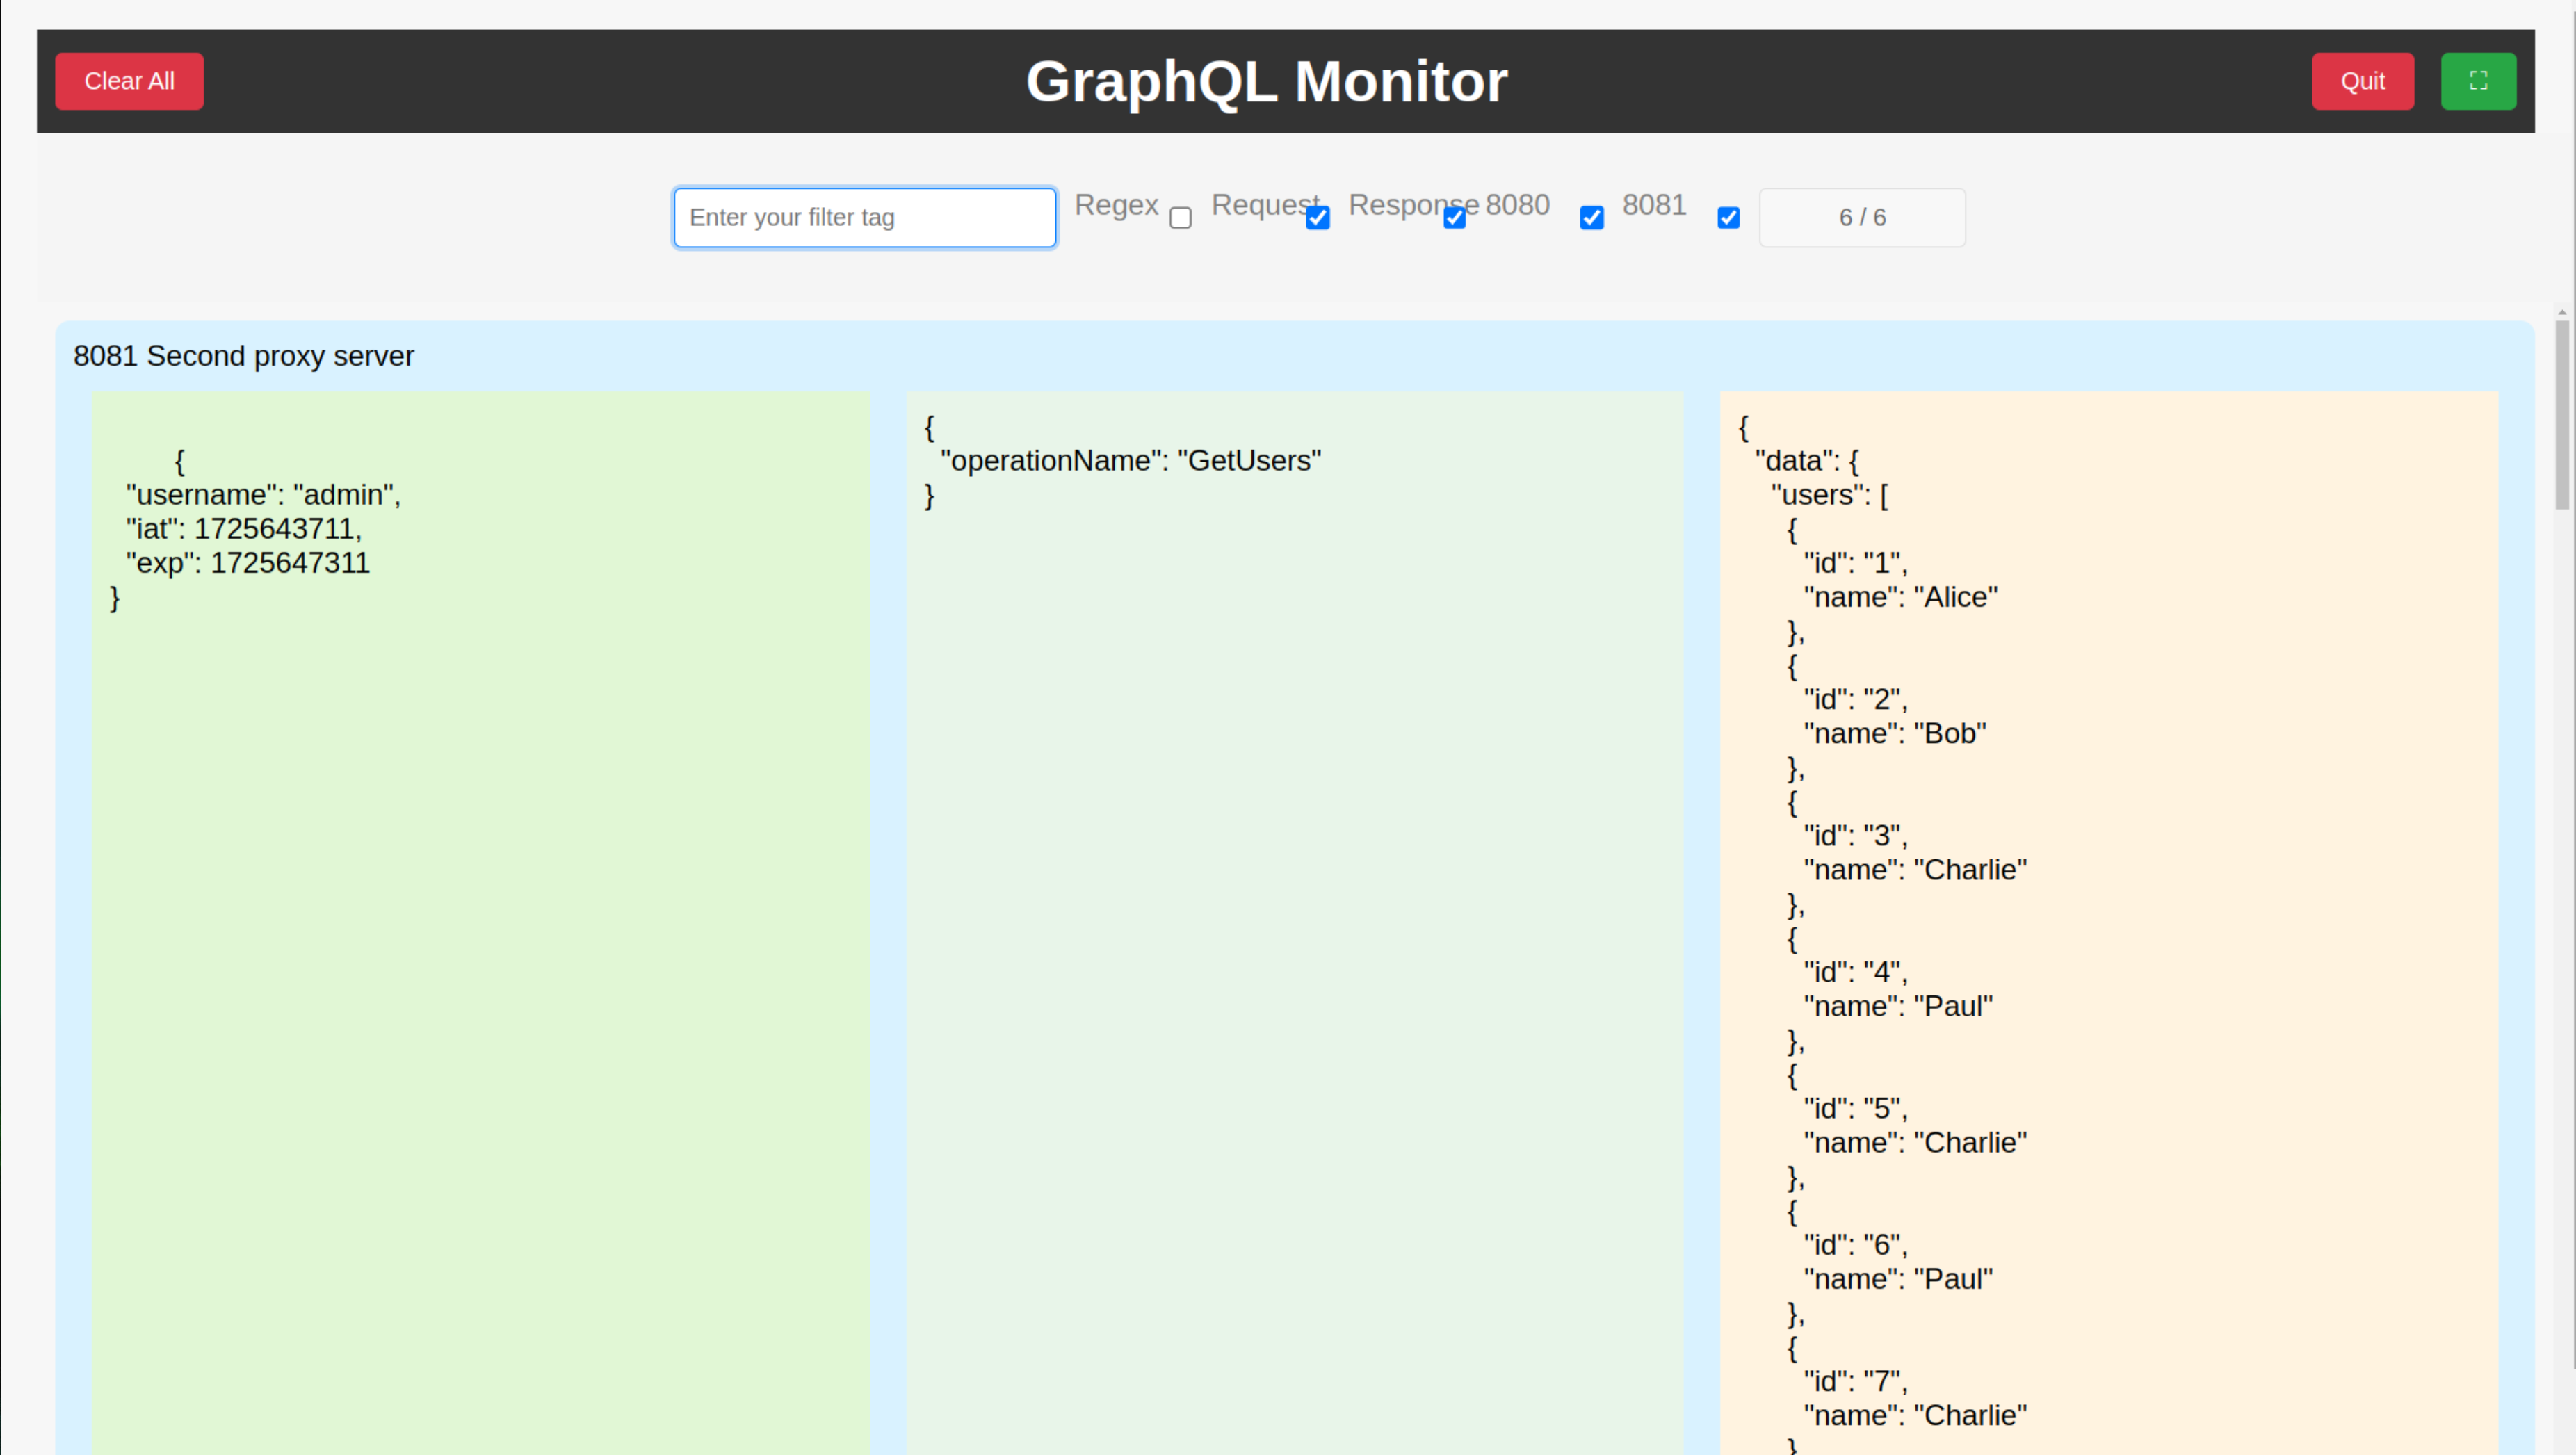 Clear All
GraphQL Monitor
Quit
Enter your filter tag
Regex
Request
Response
8080
8081
6 / 6
8081 Second proxy server
{
"username": "admin",
"iat": 1725643711,
"exp": 1725647311
}
{
"operationName": "GetUsers"
}
{
"data": {
"users": [
{
"id": "1",
"name": "Alice"
},
{
"id": "2",
"name": "Bob"
},
{
"id": "3",
"name": "Charlie"
},
{
"id": "4",
"name": "Paul"
},
{
"id": "5",
"name": "Charlie"
},
{
"id": "6",
"name": "Paul"
},
{
"id": "7",
"name": "Charlie"
}